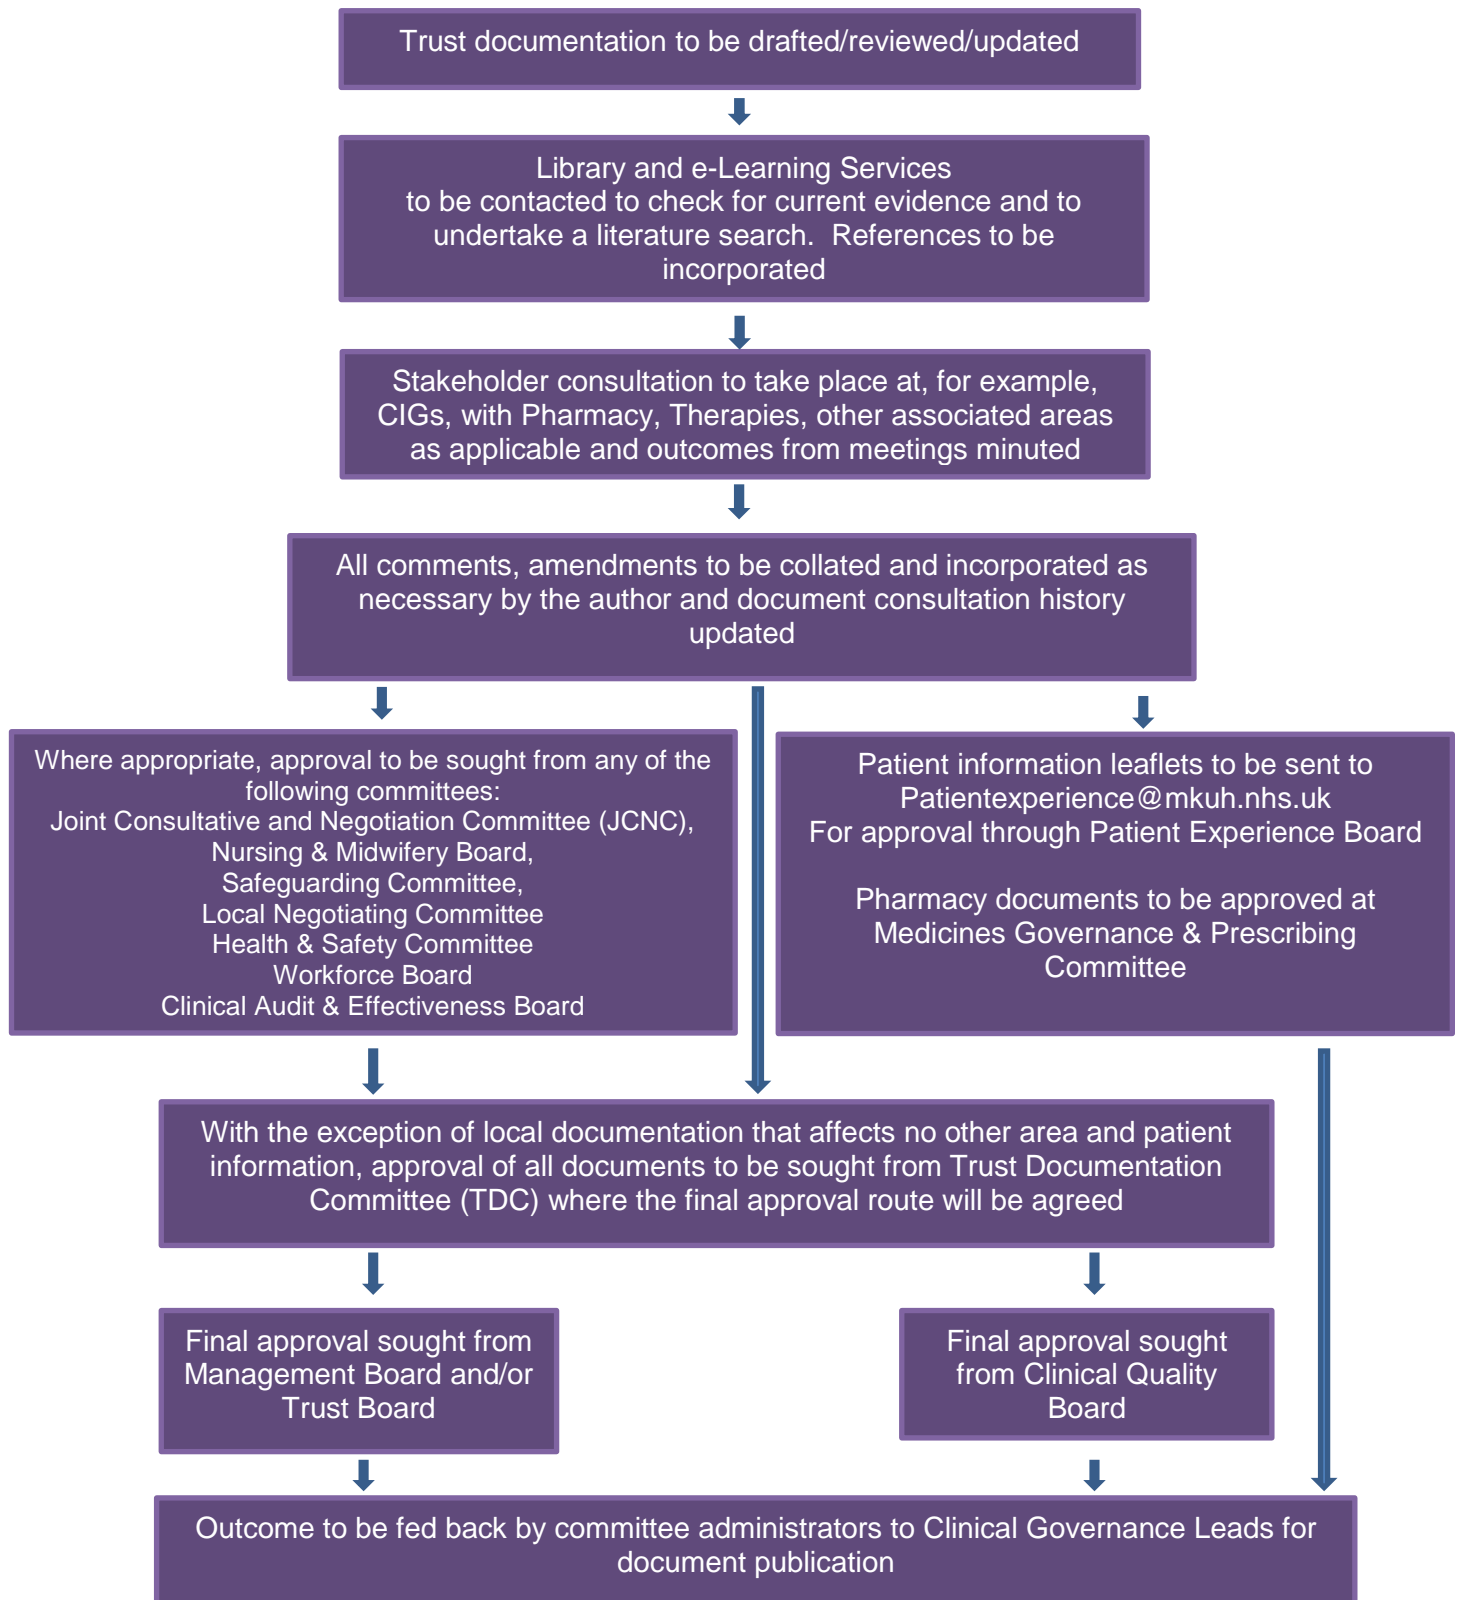 Trust documentation to be drafted/reviewed/updated
Library and e-Learning Services
to be contacted to check for current evidence and to
undertake a literature search.  References to be
incorporated
Stakeholder consultation to take place at, for example,
CIGs, with Pharmacy, Therapies, other associated areas
as applicable and outcomes from meetings minuted
All comments, amendments to be collated and incorporated as
necessary by the author and document consultation history
updated
Where appropriate, approval to be sought from any of the
following committees:
Joint Consultative and Negotiation Committee (JCNC),
Nursing & Midwifery Board,
Safeguarding Committee,
Local Negotiating Committee
Health & Safety Committee
Workforce Board
Clinical Audit & Effectiveness Board
Patient information leaflets to be sent to
Patientexperience@mkuh.nhs.uk
For approval through Patient Experience Board
Pharmacy documents to be approved at
Medicines Governance & Prescribing
Committee
With the exception of local documentation that affects no other area and patient
information, approval of all documents to be sought from Trust Documentation
Committee (TDC) where the final approval route will be agreed
Final approval sought from
Management Board and/or
Trust Board
Final approval sought
from Clinical Quality
Board
Outcome to be fed back by committee administrators to Clinical Governance Leads for
document publication